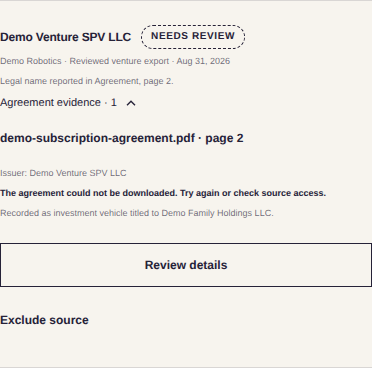 Demo Venture SPV LLC NEEDS REVIEW
Demo Robotics · Reviewed venture export · Aug 31, 2026
Legal name reported in Agreement, page 2.
Agreement evidence · 1
demo-subscription-agreement.pdf · page 2
Issuer: Demo Venture SPV LLC
The agreement could not be downloaded. Try again or check source access.
Recorded as investment vehicle titled to Demo Family Holdings LLC.
Review details
Exclude source